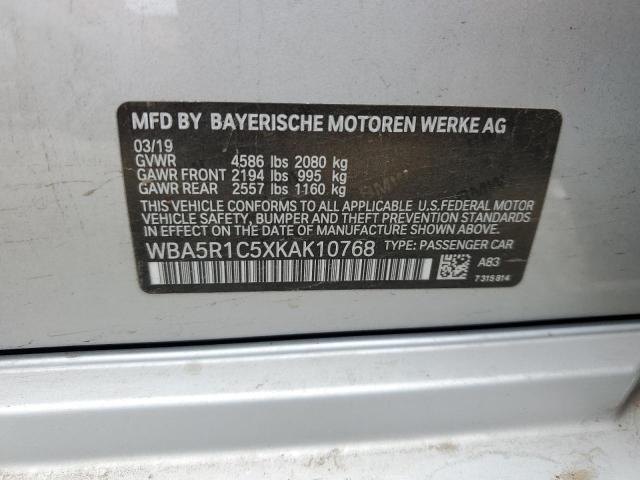 MFD BY BAYERISCHE MOTOREN WERKE AG
03/19
GVWR 4586 lbs 2080 kg
GAWR FRONT 2194 lbs 995 kg
GAWR REAR 2557 lbs 1160 kg
THIS VEHICLE CONFORMS TO ALL APPLICABLE U.S.FEDERAL MOTOR
VEHICLE SAFETY, BUMPER AND THEFT PREVENTION STANDARDS
IN EFFECT ON THE DATE OF MANUFACTURE SHOWN ABOVE.
WBA5R1C5XKAK10768 TYPE: PASSENGER CAR
A83
7319814